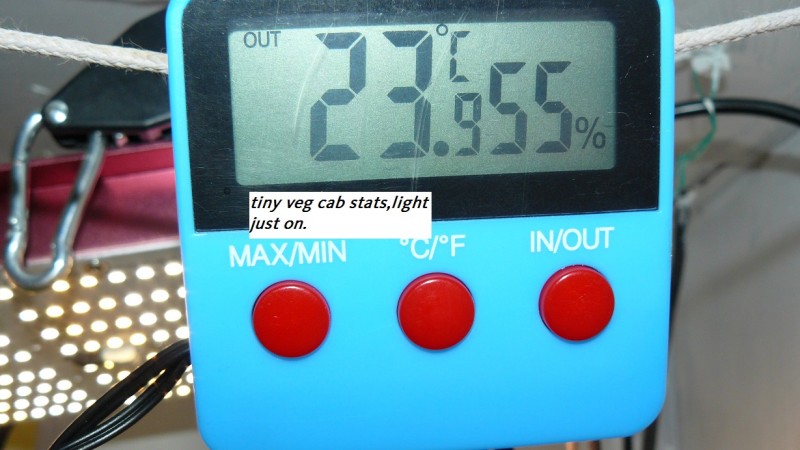 OUT 23.9°C 55%
tiny veg cab stats,light
just on.
MAX/MIN °C/°F IN/OUT